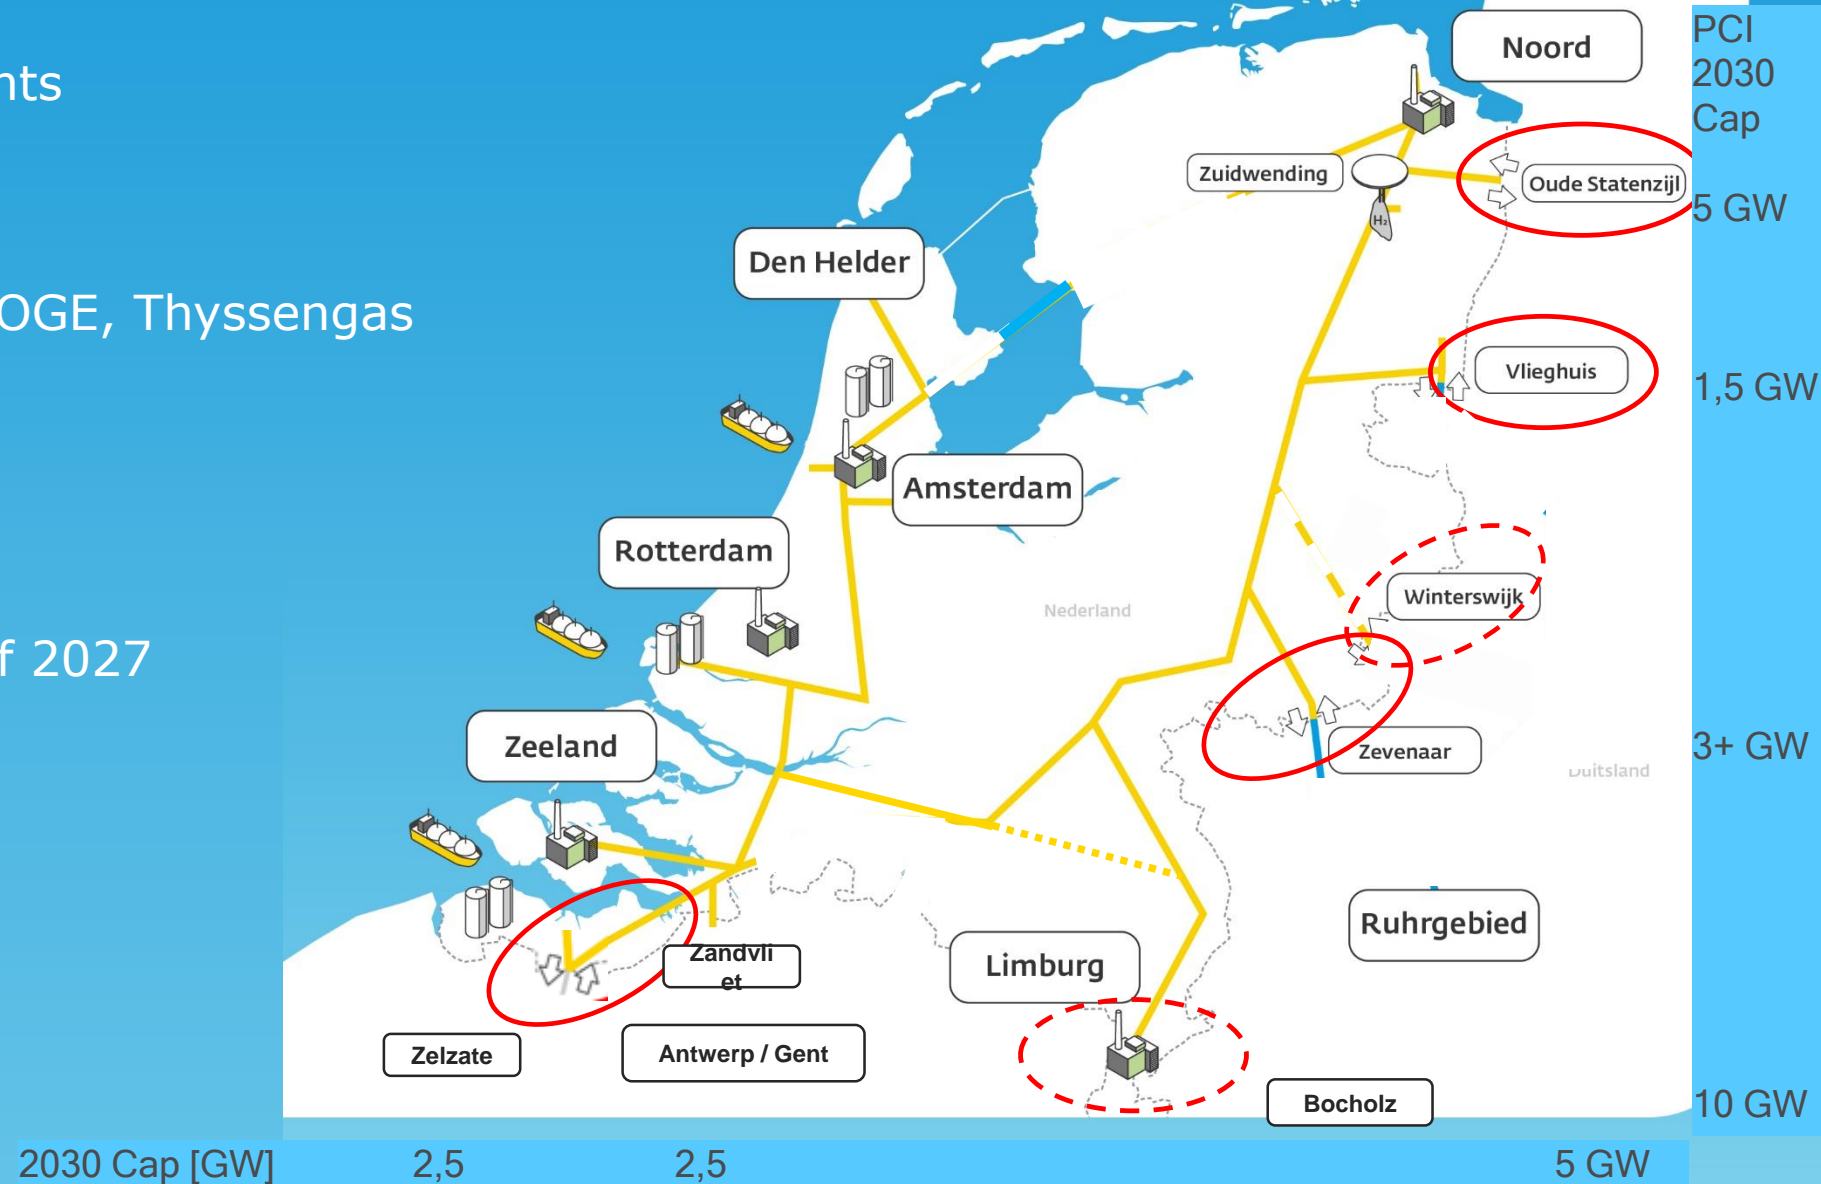 nts
OGE, Thyssengas
f 2027
Noord
Zuidwending
Oude Statenzijl
H₂
Den Helder
Vlieghuis
Amsterdam
Rotterdam
Nederland
Winterswijk
Zeeland
Zevenaar
Duitsland
Ruhrgebied
Limburg
Zandvli
et
Zelzate
Antwerp / Gent
Bocholz
PCI
2030
Cap
5 GW
1,5 GW
3+ GW
10 GW
2030 Cap [GW] 2,5 2,5 5 GW